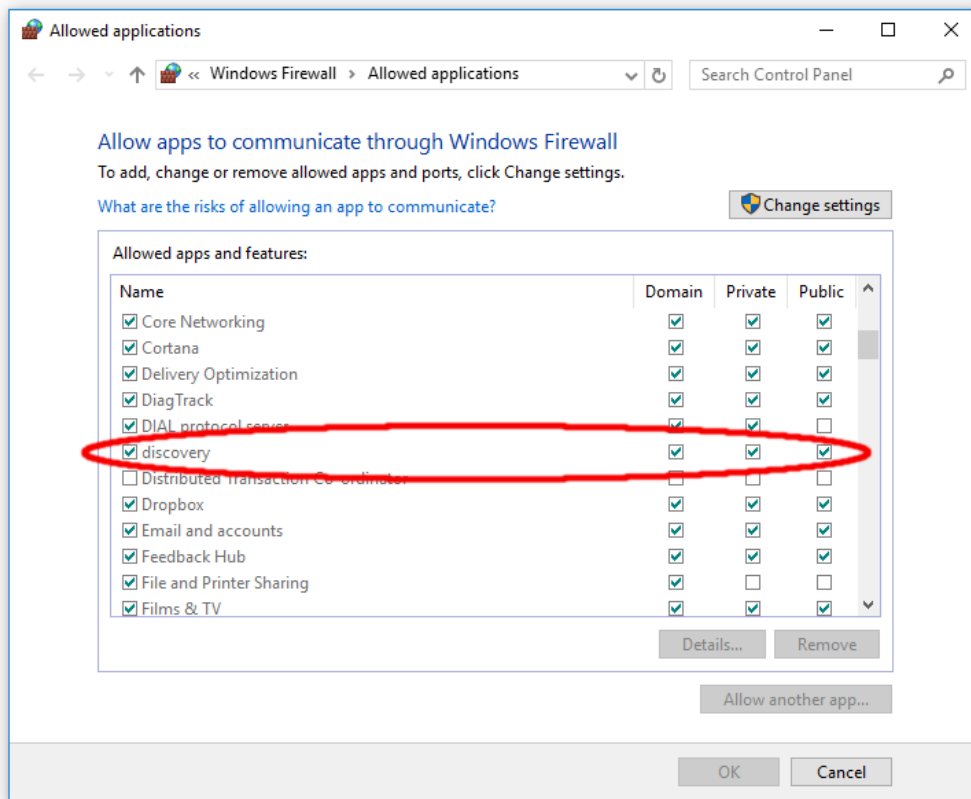 Allowed applications
« Windows Firewall > Allowed applications
Search Control Panel
Allow apps to communicate through Windows Firewall
To add, change or remove allowed apps and ports, click Change settings.
What are the risks of allowing an app to communicate?
Change settings
Allowed apps and features:
Name Domain Private Public
Core Networking
Cortana
Delivery Optimization
DiagTrack
DIAL protocol server
discovery
Distributed Transaction Co-ordinator
Dropbox
Email and accounts
Feedback Hub
File and Printer Sharing
Films & TV
Details... Remove
Allow another app...
OK Cancel